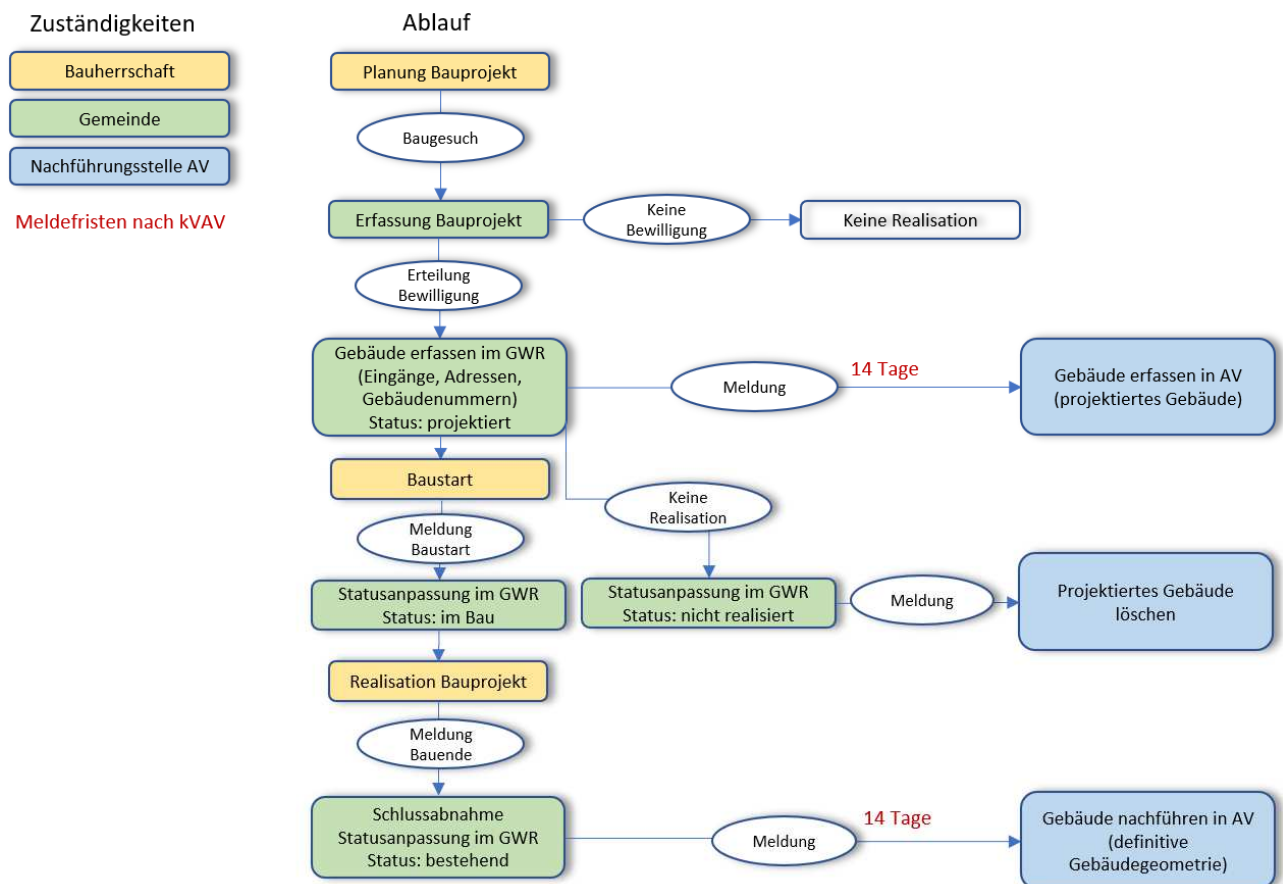 Zuständigkeiten
Bauherrschaft
Gemeinde
Nachführungsstelle AV
Meldefristen nach kVAV
Ablauf
Planung Bauprojekt
Baugesuch
Erfassung Bauprojekt
Keine
Bewilligung
Keine Realisation
Erteilung
Bewilligung
Gebäude erfassen im GWR
(Eingänge, Adressen,
Gebäudenummern)
Status: projektiert
Meldung
14 Tage
Gebäude erfassen in AV
(projektiertes Gebäude)
Baustart
Keine
Realisation
Meldung
Baustart
Statusanpassung im GWR
Status: im Bau
Statusanpassung im GWR
Status: nicht realisiert
Meldung
Projektiertes Gebäude
löschen
Realisation Bauprojekt
Meldung
Bauende
Schlussabnahme
Statusanpassung im GWR
Status: bestehend
Meldung
14 Tage
Gebäude nachführen in AV
(definitive
Gebäudegeometrie)